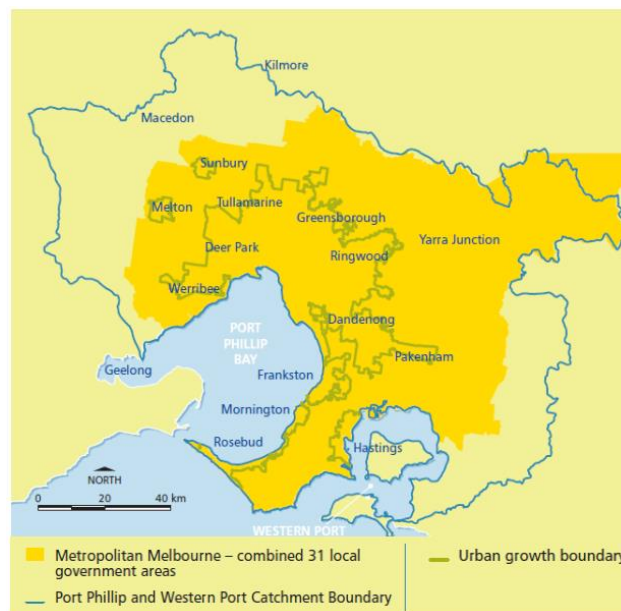 Kilmore
Macedon
Sunbury
Melton
Tullamarine
Greensborough
Deer Park
Ringwood
Yarra Junction
Werribee
PORT
PHILLIP
BAY
Dandenong
Pakenham
Geelong
Frankston
Mornington
Rosebud
Hastings
NORTH
0 20 40 km
WESTERN PORT
Metropolitan Melbourne – combined 31 local
government areas
Urban growth boundary
Port Phillip and Western Port Catchment Boundary